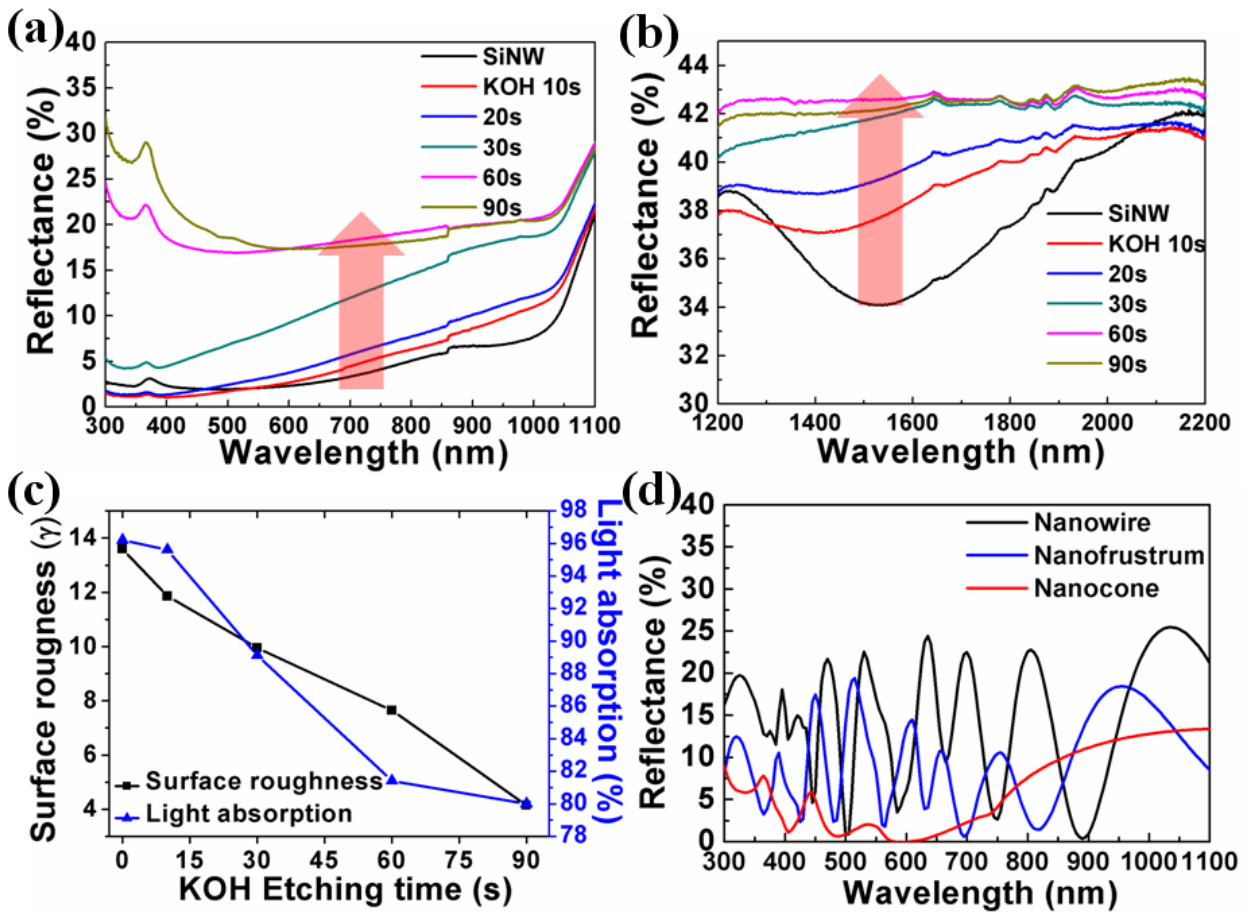 (a)
40
35
30
25
20
15
10
5
0
Reflectance (%)
SiNW
KOH 10s
20s
30s
60s
90s
300 400 500 600 700 800 900 1000 1100
Wavelength (nm)
(b)
44
42
40
38
36
34
32
30
Reflectance (%)
SiNW
KOH 10s
20s
30s
60s
90s
1200 1400 1600 1800 2000 2200
Wavelength (nm)
(c)
14
12
10
8
6
4
Surface rougness (γ)
98
96
94
92
90
88
86
84
82
80
78
Light absorption (%)
Surface roughness
Light absorption
0 15 30 45 60 75 90
KOH Etching time (s)
(d)
40
35
30
25
20
15
10
5
0
Reflectance (%)
Nanowire
Nanofrustrum
Nanocone
300 400 500 600 700 800 900 1000 1100
Wavelength (nm)